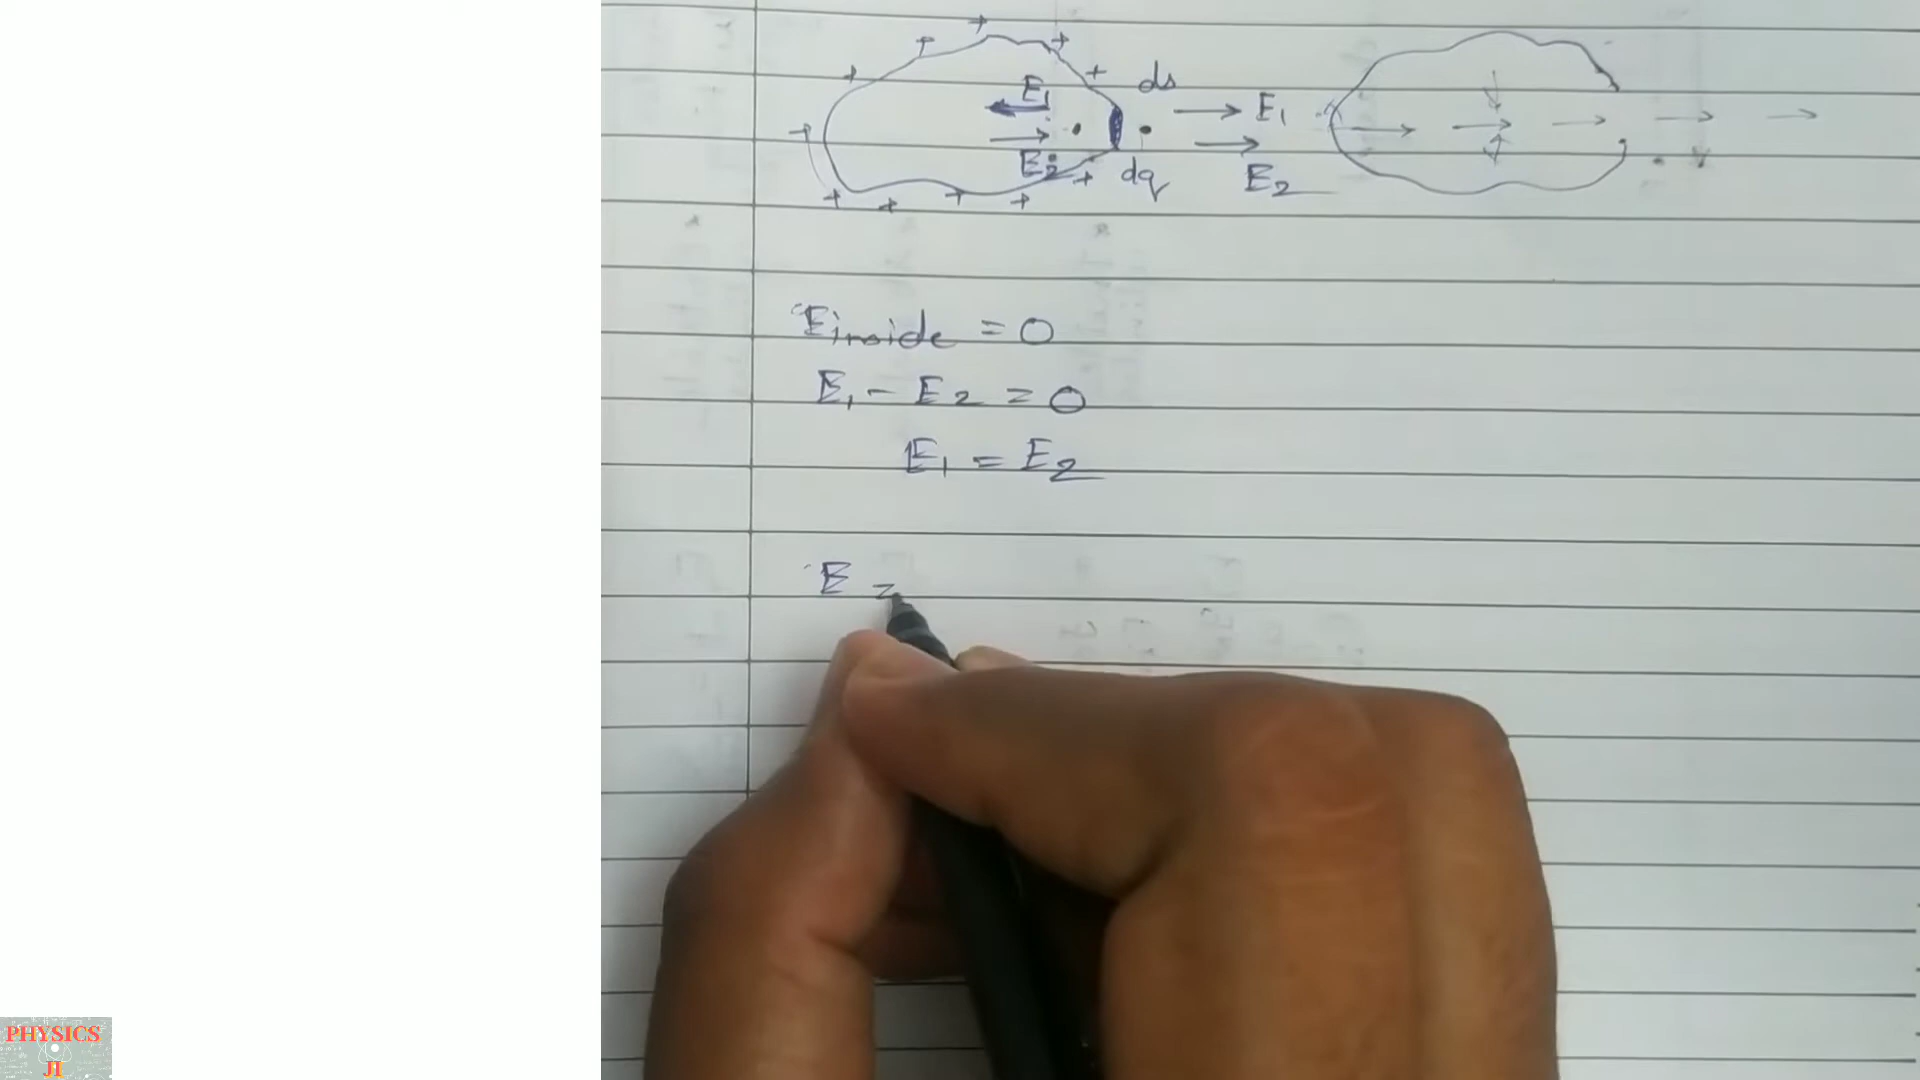 ds
E1 E1
E2 dq E2
Einside = 0
E1 - E2 = 0
E1 = E2
E =
PHYSICS
JI